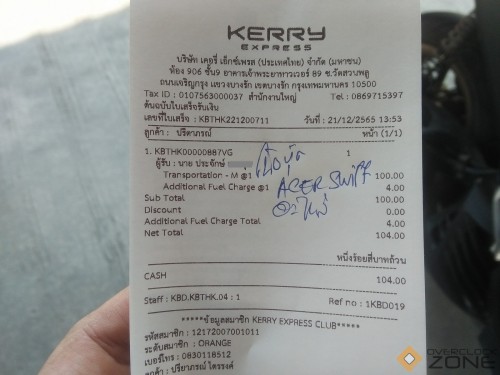 KERRY
EXPRESS
บริษัท เคอรี่ เอ็กซ์เพรส (ประเทศไทย) จำกัด (มหาชน)
ห้อง 906 ชั้น9 อาคารเจ้าพระยาทาวเวอร์ 89 ซ.วัดสวนพลู
ถนนเจริญกรุง แขวงบางรัก เขตบางรัก กรุงเทพมหานคร 10500
Tax ID : 0107563000037 สำนักงานใหญ่ Tel : 0869715397
ต้นฉบับใบเสร็จรับเงิน
เลขที่ใบเสร็จ : KBTHK221200711 วันที่ : 21/12/2565 13:53
ลูกค้า : ปรีดาภรณ์ หน้า (1/1)
1. KBTHK00000887VG 1
ผู้รับ : นาย ประจักษ์
Transportation - M @1 100.00
ACER Swift
Additional Fuel Charge @1 4.00
Sub Total 100.00
Discount 0.00
Additional Fuel Charge Total 4.00
Net Total 104.00
หนึ่งร้อยสี่บาทถ้วน
CASH 104.00
Staff : KBD.KBTHK.04 : 1 Ref no : 1KBD019
*****ข้อมูลสมาชิก KERRY EXPRESS CLUB*****
รหัสสมาชิก : 12172007001011
ระดับสมาชิก : ORANGE
เบอร์โทร : 0830118512
ลูกค้า : ปรียาภรณ์ ไตรรงค์
OVERCLOCK
ZONE